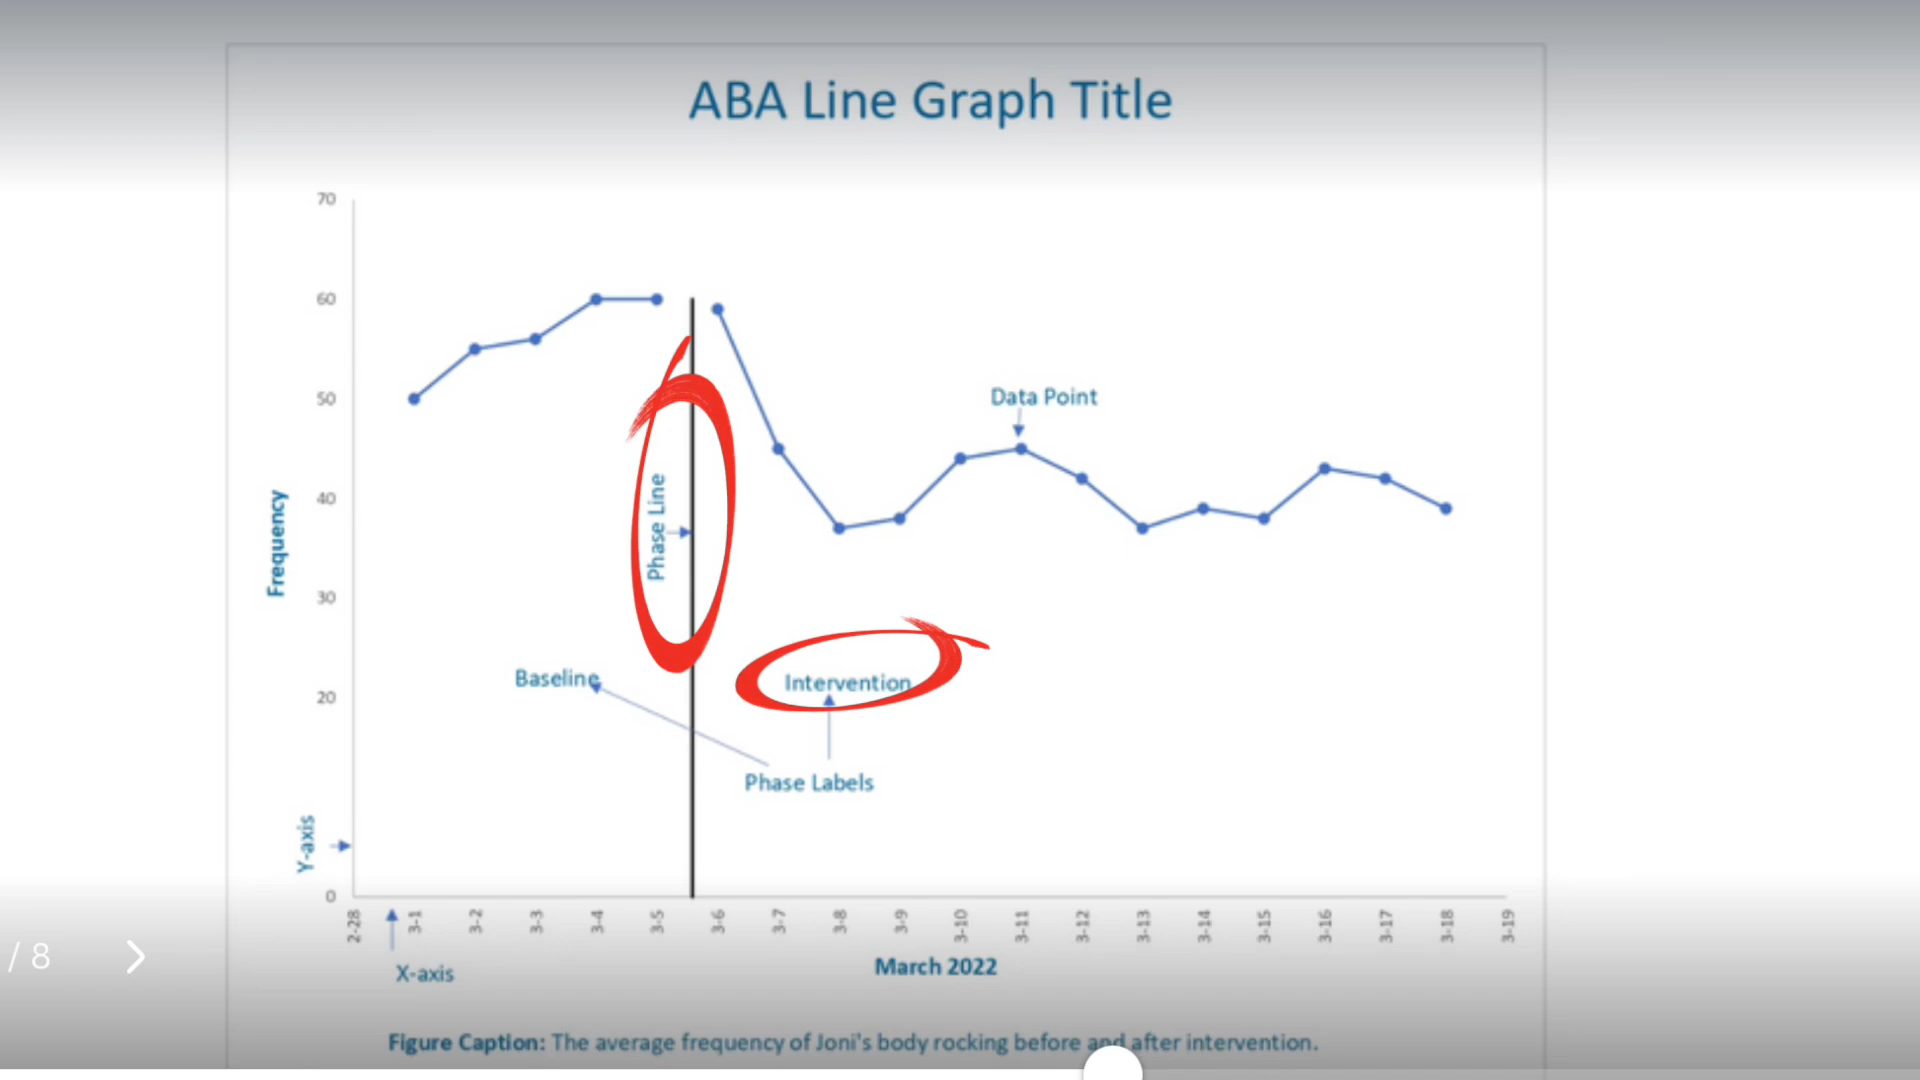 ABA Line Graph Title
70
60
50
40
30
20
0
Frequency
Y-axis
Data Point
Phase Line
Baseline
Intervention
Phase Labels
2-28
3-1
3-2
3-3
3-4
3-5
3-6
3-7
3-8
3-9
3-10
3-11
3-12
3-13
3-14
3-15
3-16
3-17
3-18
3-19
/ 8
X-axis
March 2022
Figure Caption: The average frequency of Joni's body rocking before and after intervention.